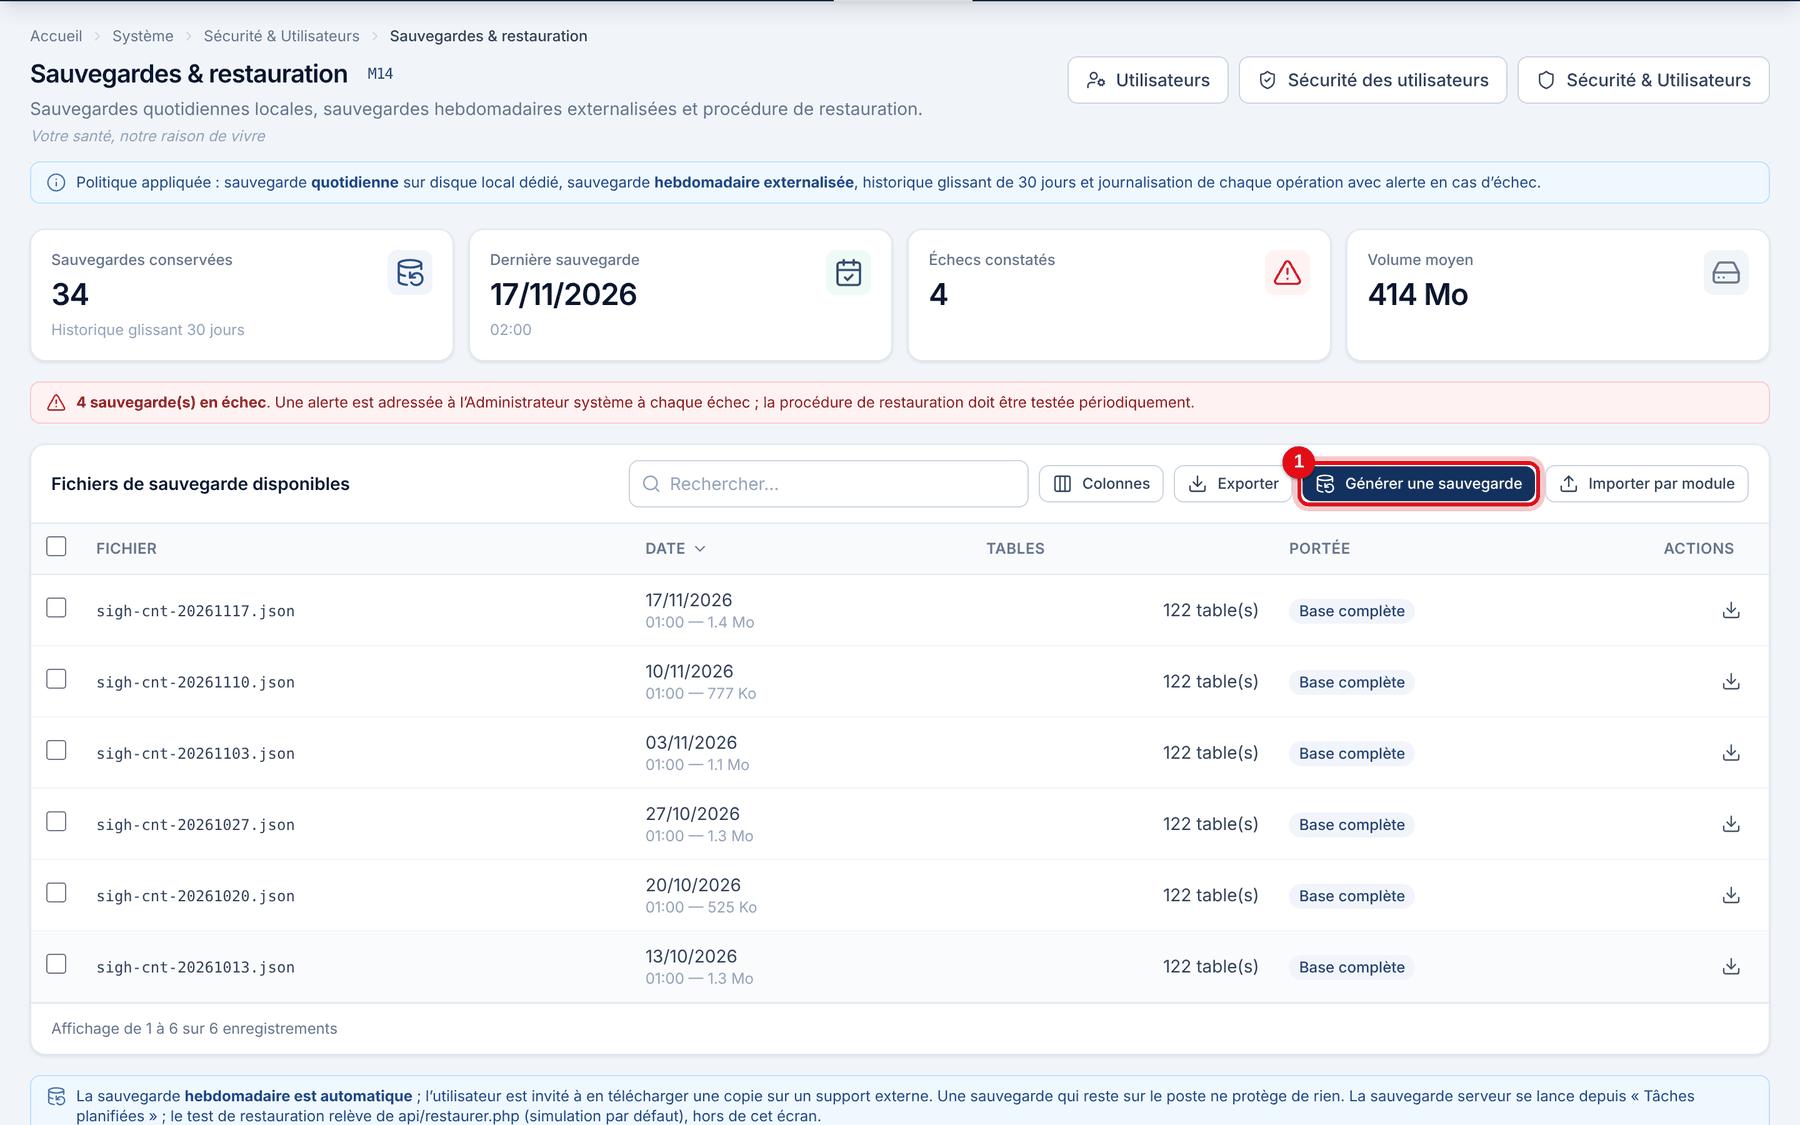 Accueil > Système > Sécurité & Utilisateurs > Sauvegardes & restauration
Sauvegardes & restauration M14
Utilisateurs
Sécurité des utilisateurs
Sécurité & Utilisateurs
Sauvegardes quotidiennes locales, sauvegardes hebdomadaires externalisées et procédure de restauration.
Votre santé, notre raison de vivre
Politique appliquée : sauvegarde quotidienne sur disque local dédié, sauvegarde hebdomadaire externalisée, historique glissant de 30 jours et journalisation de chaque opération avec alerte en cas d’échec.
Sauvegardes conservées
34
Historique glissant 30 jours
Dernière sauvegarde
17/11/2026
02:00
Échecs constatés
4
Volume moyen
414 Mo
4 sauvegarde(s) en échec. Une alerte est adressée à l’Administrateur système à chaque échec ; la procédure de restauration doit être testée périodiquement.
Fichiers de sauvegarde disponibles
Rechercher...
Colonnes
Exporter
1
Générer une sauvegarde
Importer par module
FICHIER DATE TABLES PORTÉE ACTIONS
sigh-cnt-20261117.json 17/11/2026 122 table(s) Base complète
01:00 — 1.4 Mo
sigh-cnt-20261110.json 10/11/2026 122 table(s) Base complète
01:00 — 777 Ko
sigh-cnt-20261103.json 03/11/2026 122 table(s) Base complète
01:00 — 1.1 Mo
sigh-cnt-20261027.json 27/10/2026 122 table(s) Base complète
01:00 — 1.3 Mo
sigh-cnt-20261020.json 20/10/2026 122 table(s) Base complète
01:00 — 525 Ko
sigh-cnt-20261013.json 13/10/2026 122 table(s) Base complète
01:00 — 1.3 Mo
Affichage de 1 à 6 sur 6 enregistrements
La sauvegarde hebdomadaire est automatique ; l’utilisateur est invité à en télécharger une copie sur un support externe. Une sauvegarde qui reste sur le poste ne protège de rien. La sauvegarde serveur se lance depuis « Tâches
planifiées » ; le test de restauration relève de api/restaurer.php (simulation par défaut), hors de cet écran.